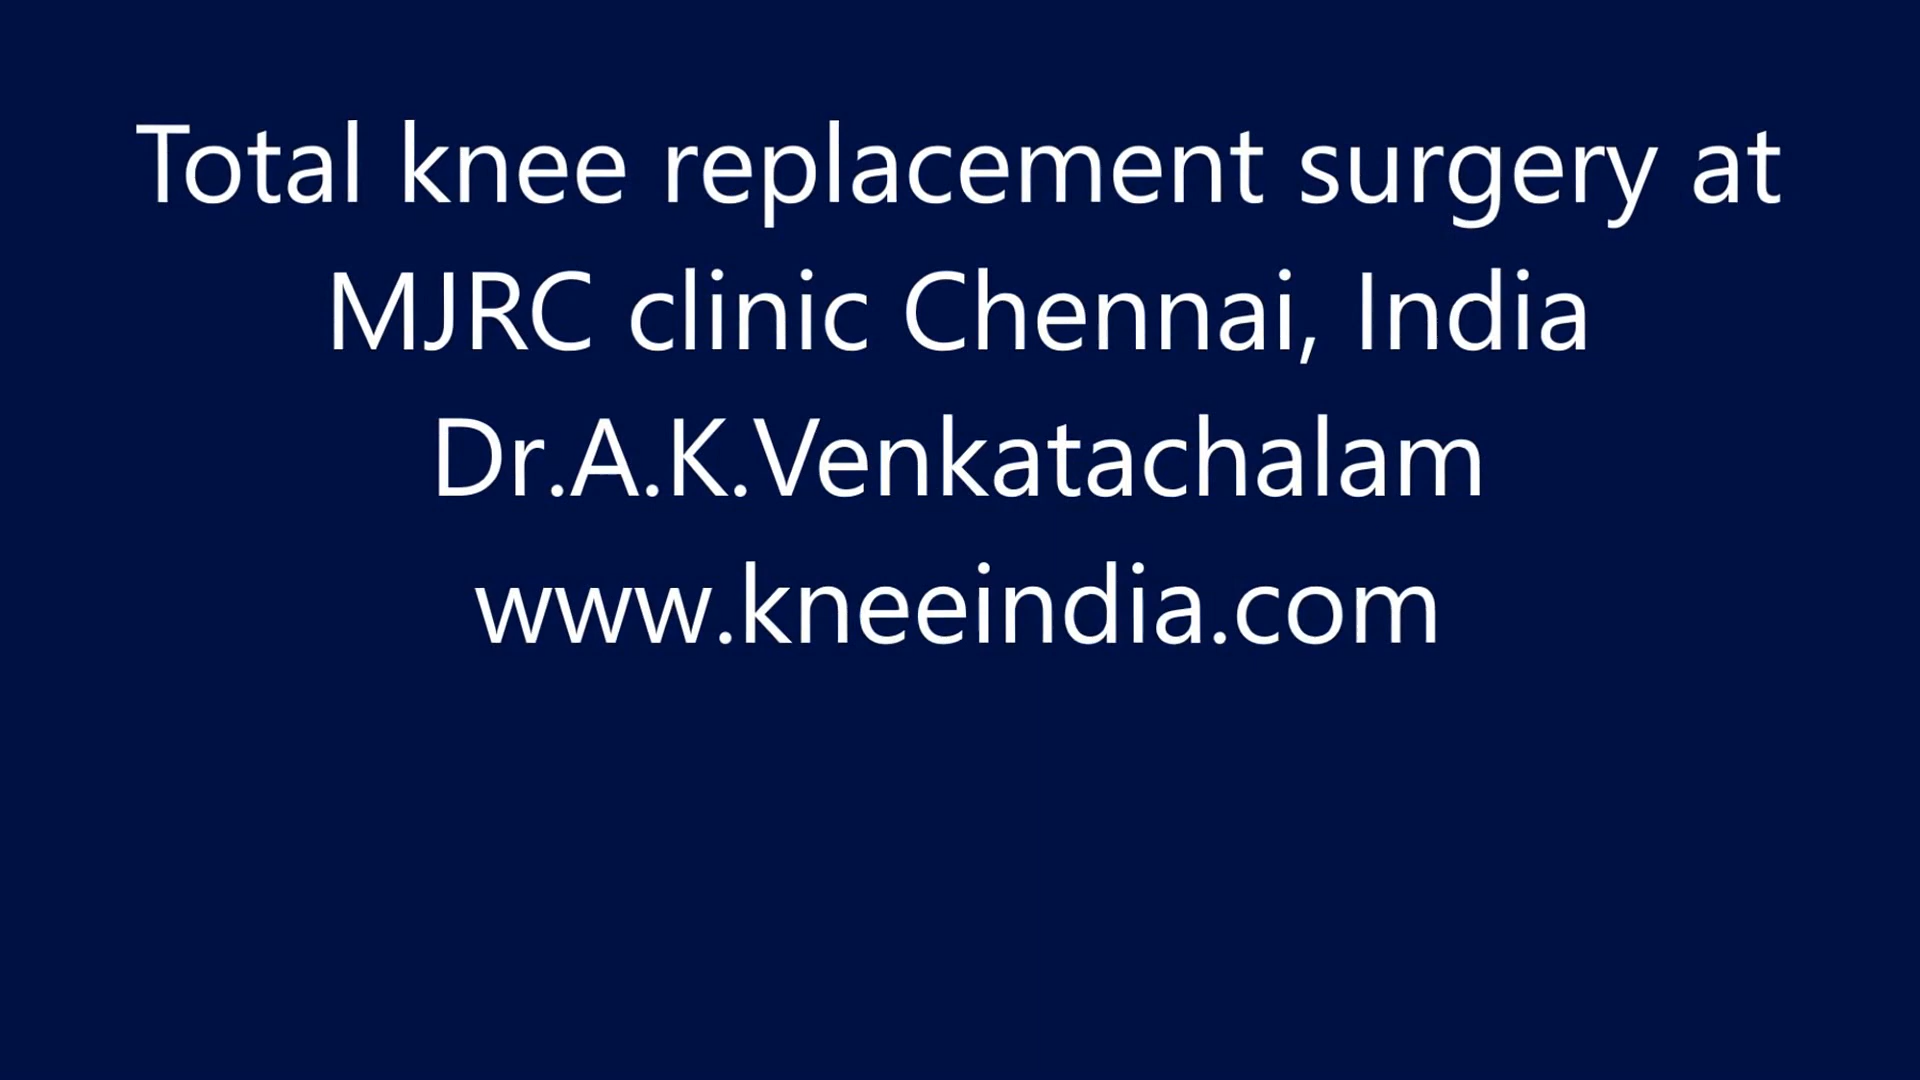 Total knee replacement surgery at
MJRC clinic Chennai, India
Dr.A.K.Venkatachalam
www.kneeindia.com